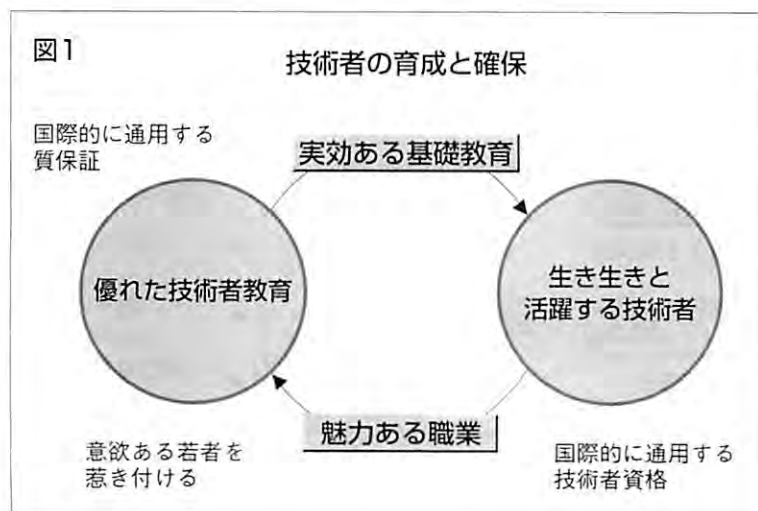 図1
技術者の育成と確保
国際的に通用する
質保証
実効ある基礎教育
優れた技術者教育
生き生きと
活躍する技術者
魅力ある職業
意欲ある若者を
惹き付ける
国際的に通用する
技術者資格